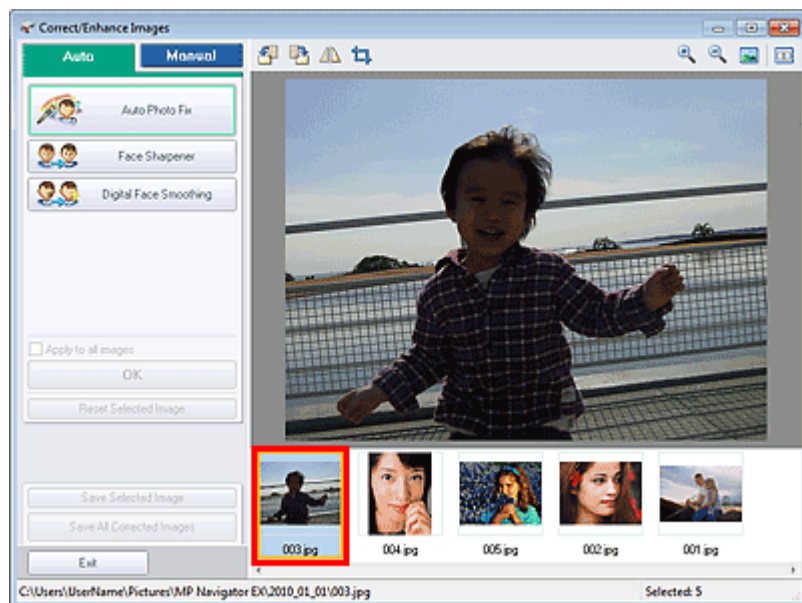 Correct/Enhance Images
Auto
Manual
Auto Photo Fix
Face Sharpener
Digital Face Smoothing
Apply to all images
OK
Reset Selected Image
Save Selected Image
Save All Corrected Images
Exit
003.jpg
004.jpg
005.jpg
002.jpg
001.jpg
C:\Users\UserName\Pictures\MP Navigator EX\2010_01_01\003.jpg
Selected: 5